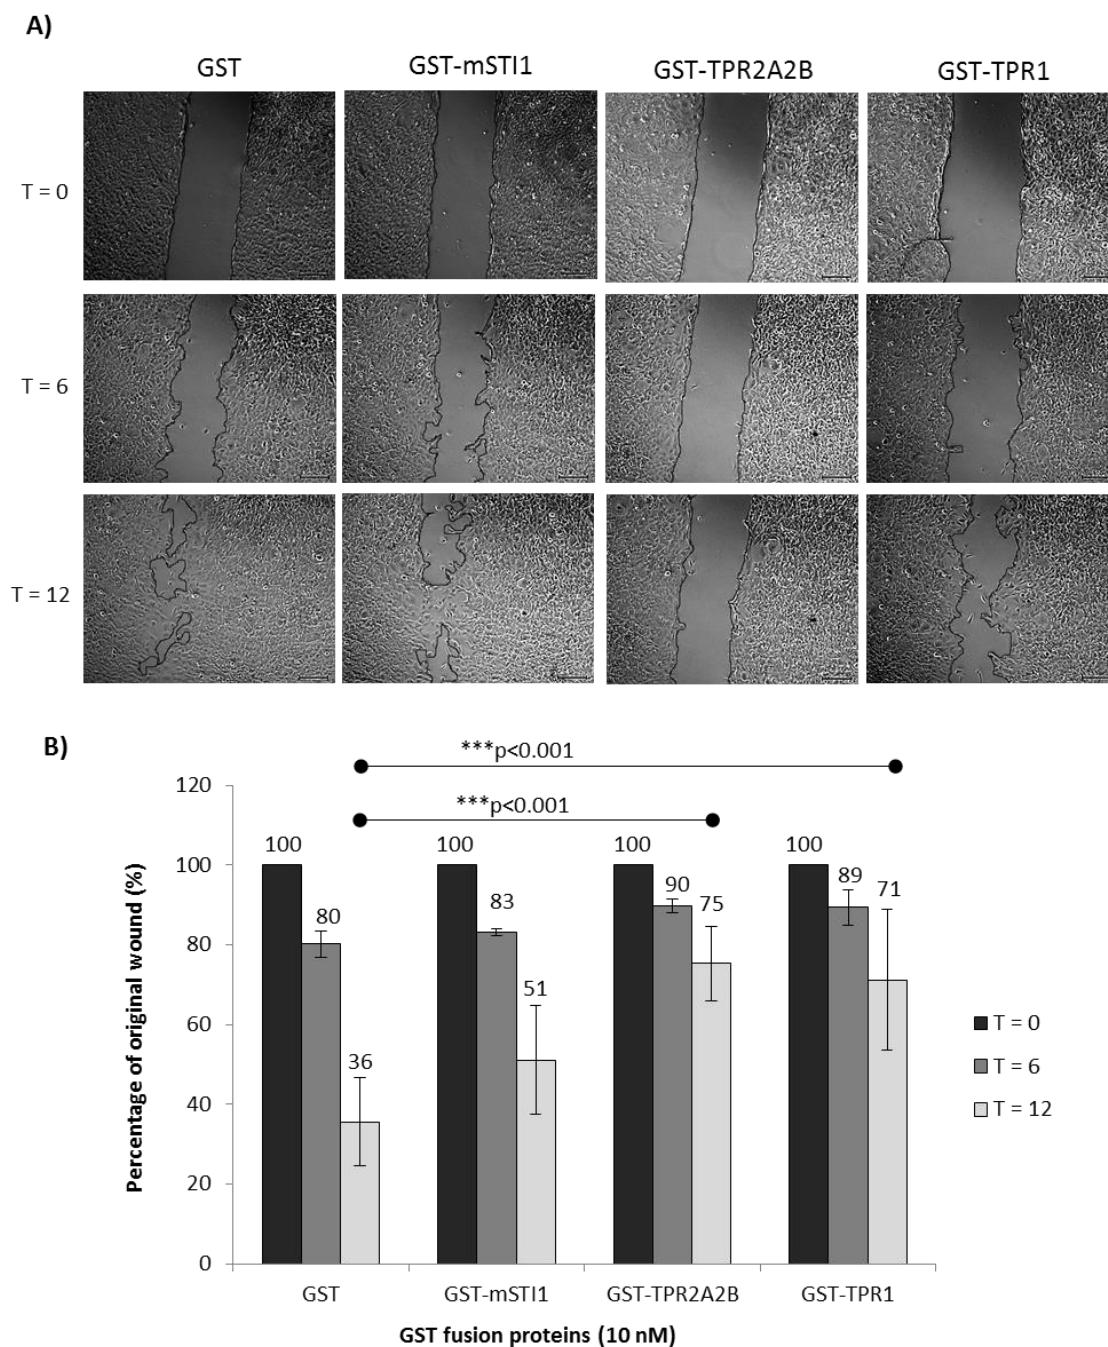 A)
GST
GST-mSTI1
GST-TPR2A2B
GST-TPR1
T = 0
T = 6
T = 12
B)
***p<0.001
***p<0.001
Percentage of original wound (%)
120
100
80
60
40
20
0
100
80
36
100
83
51
100
90
75
100
89
71
T = 0
T = 6
T = 12
GST
GST-mSTI1
GST-TPR2A2B
GST-TPR1
GST fusion proteins (10 nM)